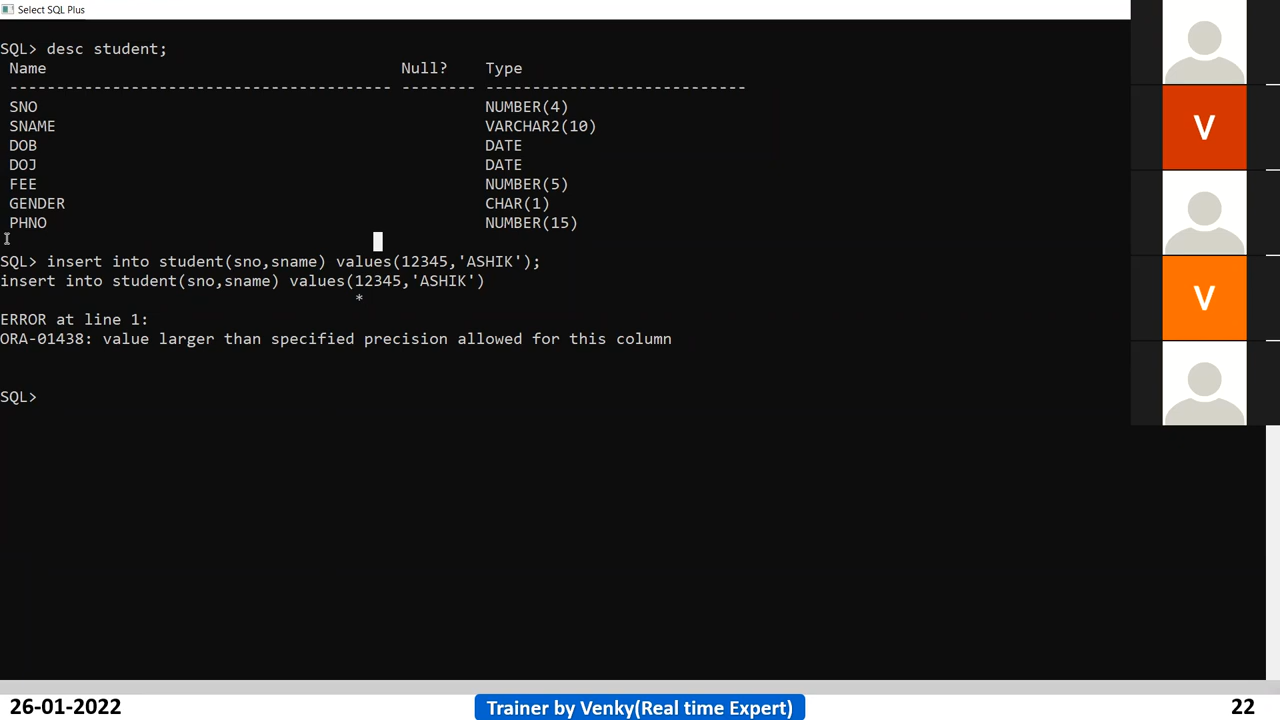 Select SQL Plus
SQL> desc student;
Name Null? Type
----------------------------------------- -------- ----------------------------
SNO NUMBER(4)
SNAME VARCHAR2(10)
DOB DATE
DOJ DATE
FEE NUMBER(5)
GENDER CHAR(1)
PHNO NUMBER(15)
SQL> insert into student(sno,sname) values(12345,'ASHIK');
insert into student(sno,sname) values(12345,'ASHIK')
*
ERROR at line 1:
ORA-01438: value larger than specified precision allowed for this column
SQL>
V
V
26-01-2022
Trainer by Venky(Real time Expert)
22